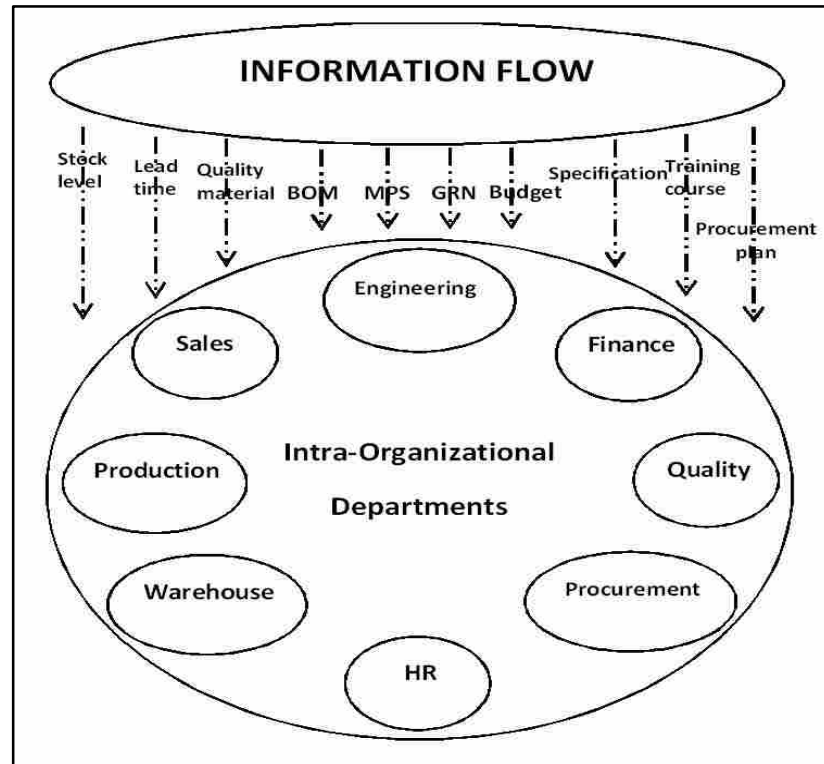 INFORMATION FLOW
Stock
level
Lead
time
Quality
material
BOM
MPS
GRN
Budget
Specification
Training
course
Procurement
plan
Engineering
Sales
Finance
Intra-Organizational
Departments
Production
Quality
Warehouse
Procurement
HR